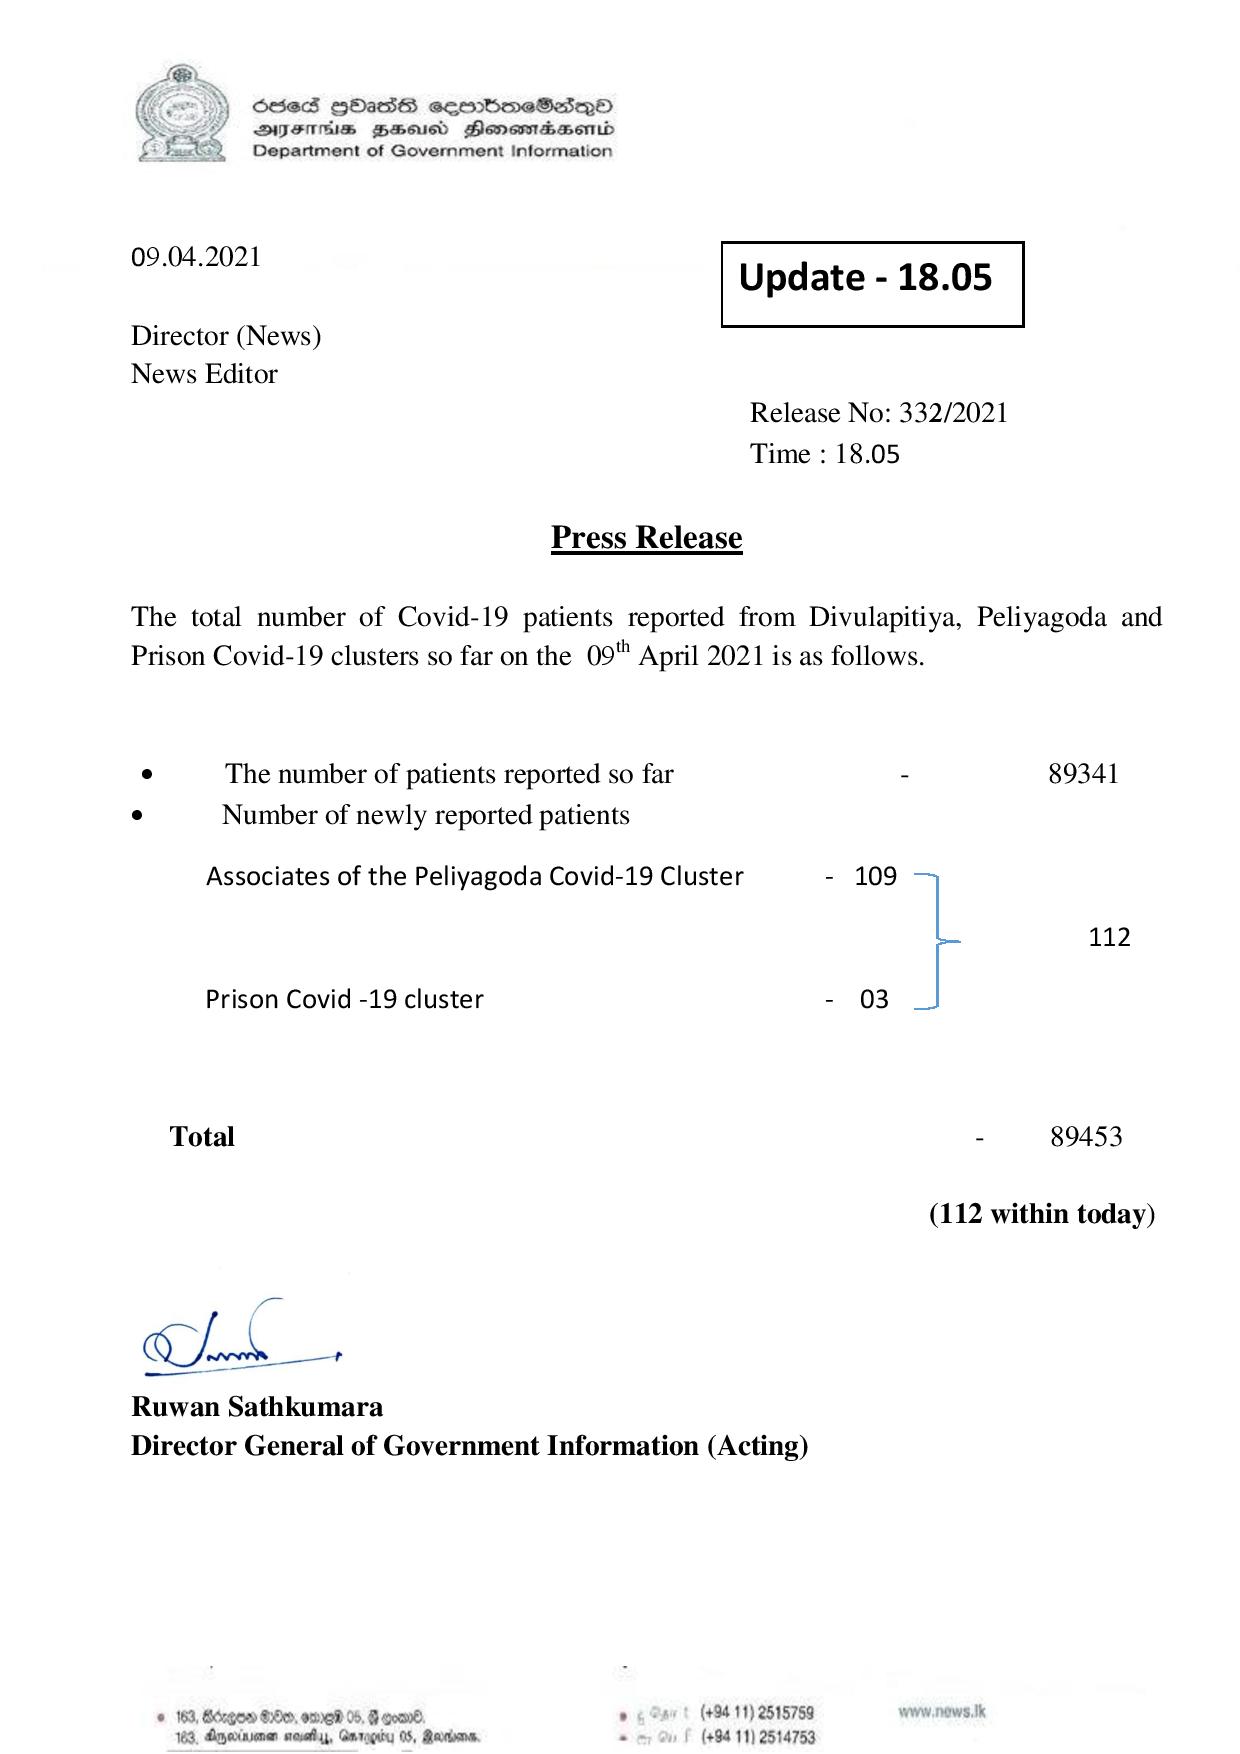 රජයේ ප්‍රවෘත්ති දෙපාර්තමේන්තුව
அரசாங்க தகவல் திணைக்களம்
Department of Government Information
09.04.2021
Update - 18.05
Director (News)
News Editor
Release No: 332/2021
Time : 18.05
Press Release
The total number of Covid-19 patients reported from Divulapitiya, Peliyagoda and
Prison Covid-19 clusters so far on the 09th April 2021 is as follows.
• The number of patients reported so far - 89341
• Number of newly reported patients
Associates of the Peliyagoda Covid-19 Cluster - 109
112
Prison Covid -19 cluster - 03
Total - 89453
(112 within today)
Ruwan Sathkumara
Director General of Government Information (Acting)
• 163, කිරුලපන මාවත, කොළඹ 05, ශ්‍රී ලංකාව.
163, கிருலப்பனை எவனியூ, கொழும்பு 05, இலங்கை.
• (+94 11) 2515759
• (+94 11) 2514753
www.news.lk